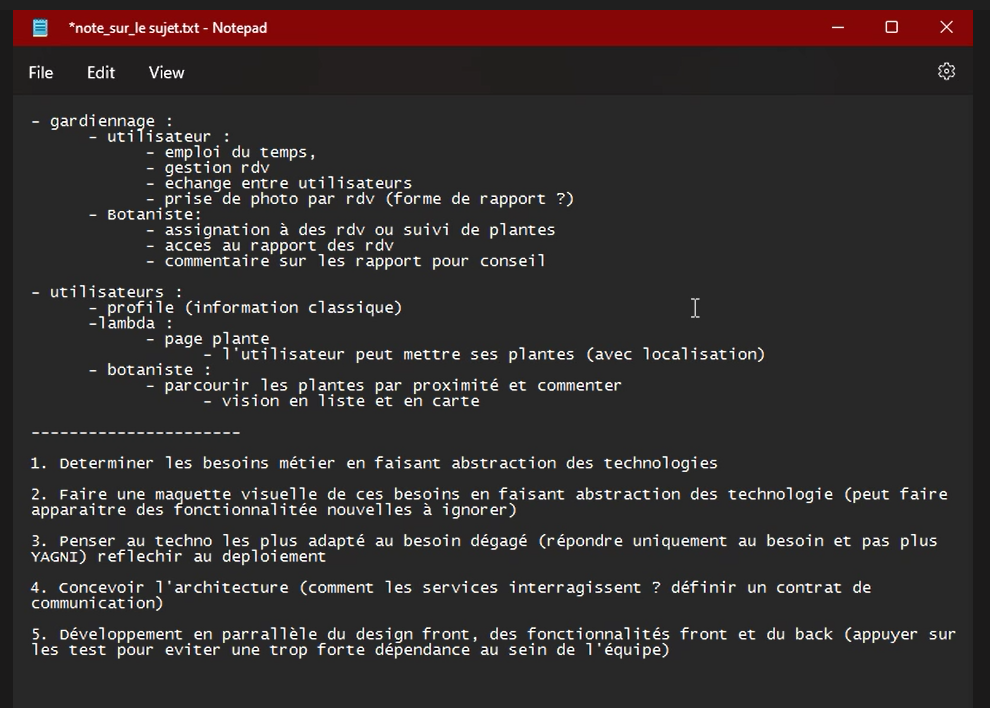 *note_sur_le sujet.txt - Notepad
File Edit View
- gardiennage :
- utilisateur :
- emploi du temps,
- gestion rdv
- echange entre utilisateurs
- prise de photo par rdv (forme de rapport ?)
- Botaniste:
- assignation à des rdv ou suivi de plantes
- acces au rapport des rdv
- commentaire sur les rapport pour conseil
- utilisateurs :
- profile (information classique)
-lambda :
- page plante
- l'utilisateur peut mettre ses plantes (avec localisation)
- botaniste :
- parcourir les plantes par proximité et commenter
- vision en liste et en carte
----------------------
1. Determiner les besoins métier en faisant abstraction des technologies
2. Faire une maquette visuelle de ces besoins en faisant abstraction des technologie (peut faire
apparaitre des fonctionnalitée nouvelles à ignorer)
3. Penser au techno les plus adapté au besoin dégagé (répondre uniquement au besoin et pas plus
YAGNI) reflechir au deploiement
4. Concevoir l'architecture (comment les services interragissent ? définir un contrat de
communication)
5. Développement en parrallèle du design front, des fonctionnalités front et du back (appuyer sur
les test pour eviter une trop forte dépendance au sein de l'équipe)